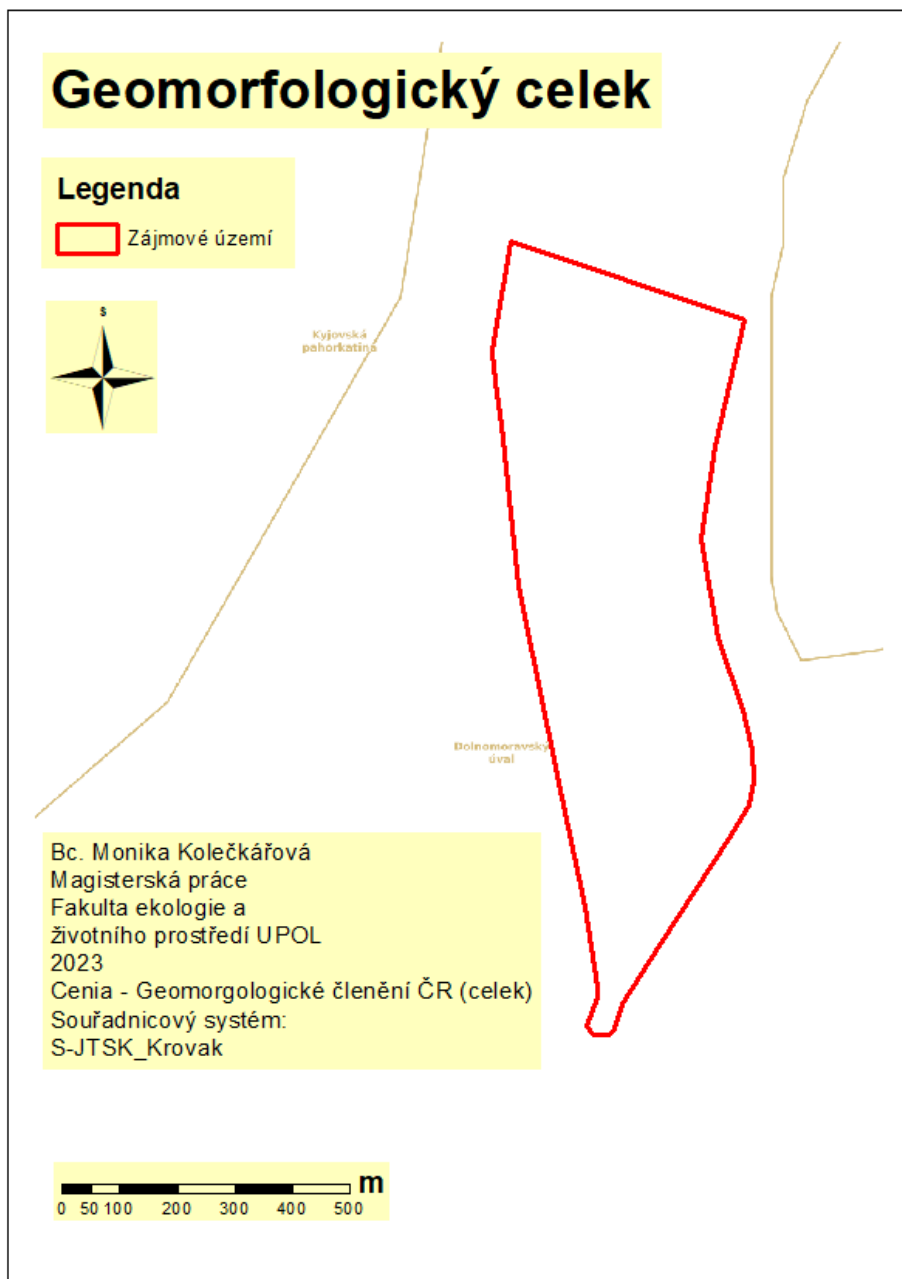 Geomorfologický celek
Legenda
Zájmové území
S
Kyjovská
pahorkatina
Dolnomoravský
úval
Bc. Monika Kolečkářová
Magisterská práce
Fakulta ekologie a
životního prostředí UPOL
2023
Cenia - Geomorgologické členění ČR (celek)
Souřadnicový systém:
S-JTSK_Krovak
m
0 50 100 200 300 400 500